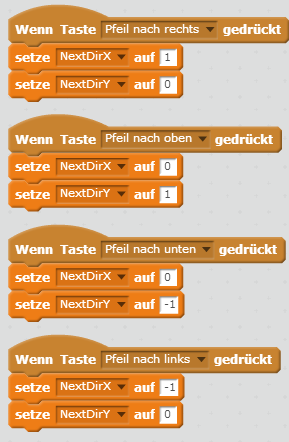 Wenn Taste Pfeil nach rechts gedrückt
setze NextDirX auf 1
setze NextDirY auf 0
Wenn Taste Pfeil nach oben gedrückt
setze NextDirX auf 0
setze NextDirY auf 1
Wenn Taste Pfeil nach unten gedrückt
setze NextDirX auf 0
setze NextDirY auf -1
Wenn Taste Pfeil nach links gedrückt
setze NextDirX auf -1
setze NextDirY auf 0